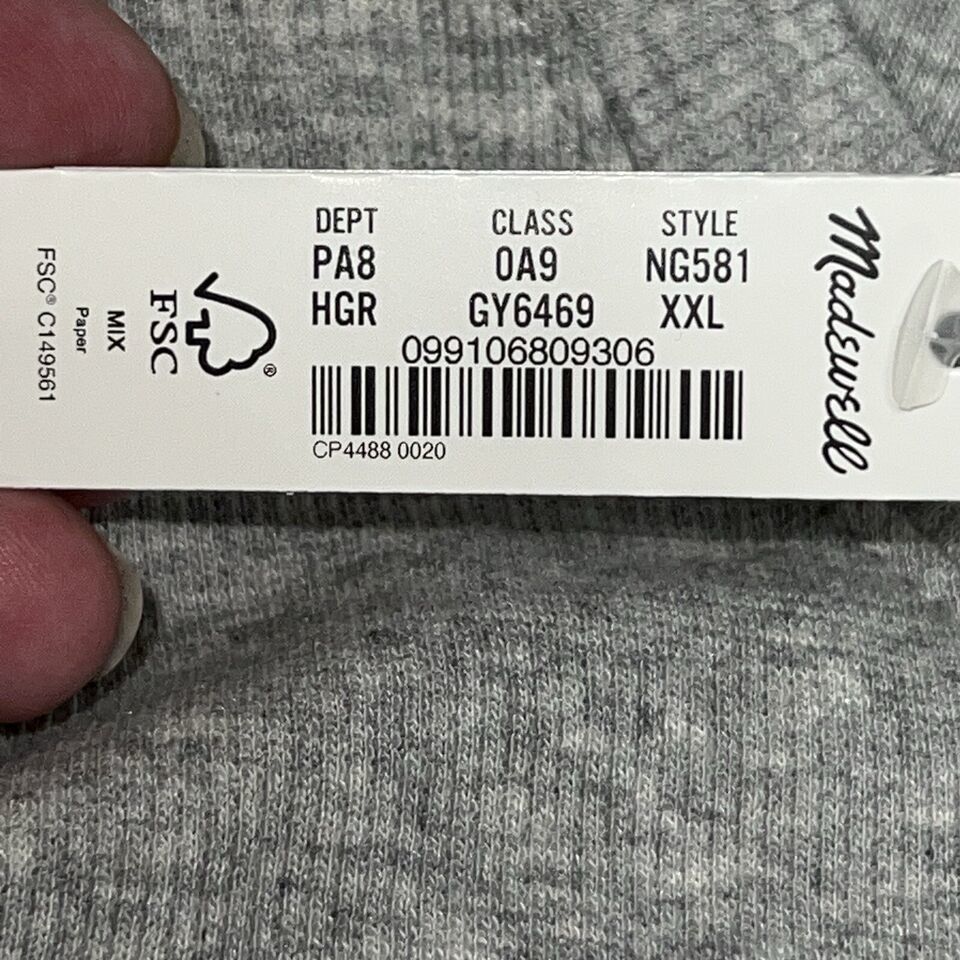 DEPT CLASS STYLE
PA8 0A9 NG581
HGR GY6469 XXL
099106809306
CP4488 0020
Madewell
FSC®
MIX
Paper
FSC® C149561